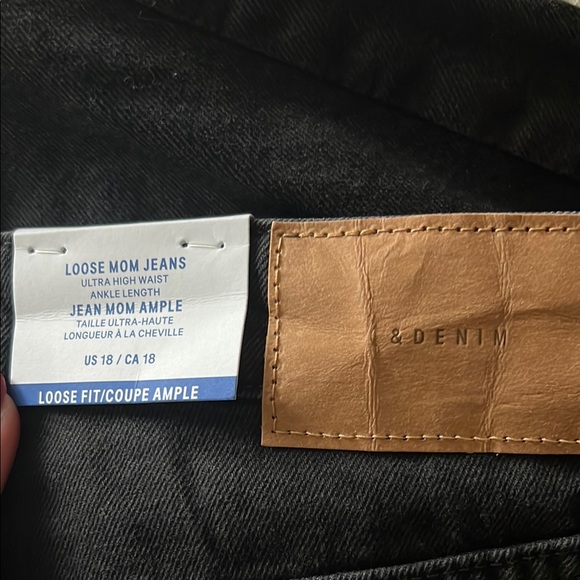 LOOSE MOM JEANS
ULTRA HIGH WAIST
ANKLE LENGTH
JEAN MOM AMPLE
TAILLE ULTRA-HAUTE
LONGUEUR À LA CHEVILLE
US 18 / CA 18
LOOSE FIT/COUPE AMPLE
& DENIM